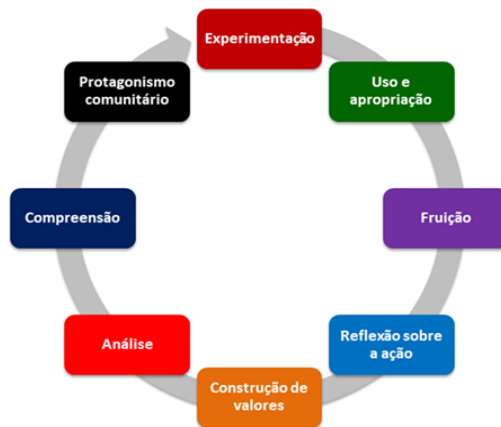 Experimentação
Uso e
apropriação
Fruição
Reflexão sobre
a ação
Construção de
valores
Análise
Compreensão
Protagonismo
comunitário